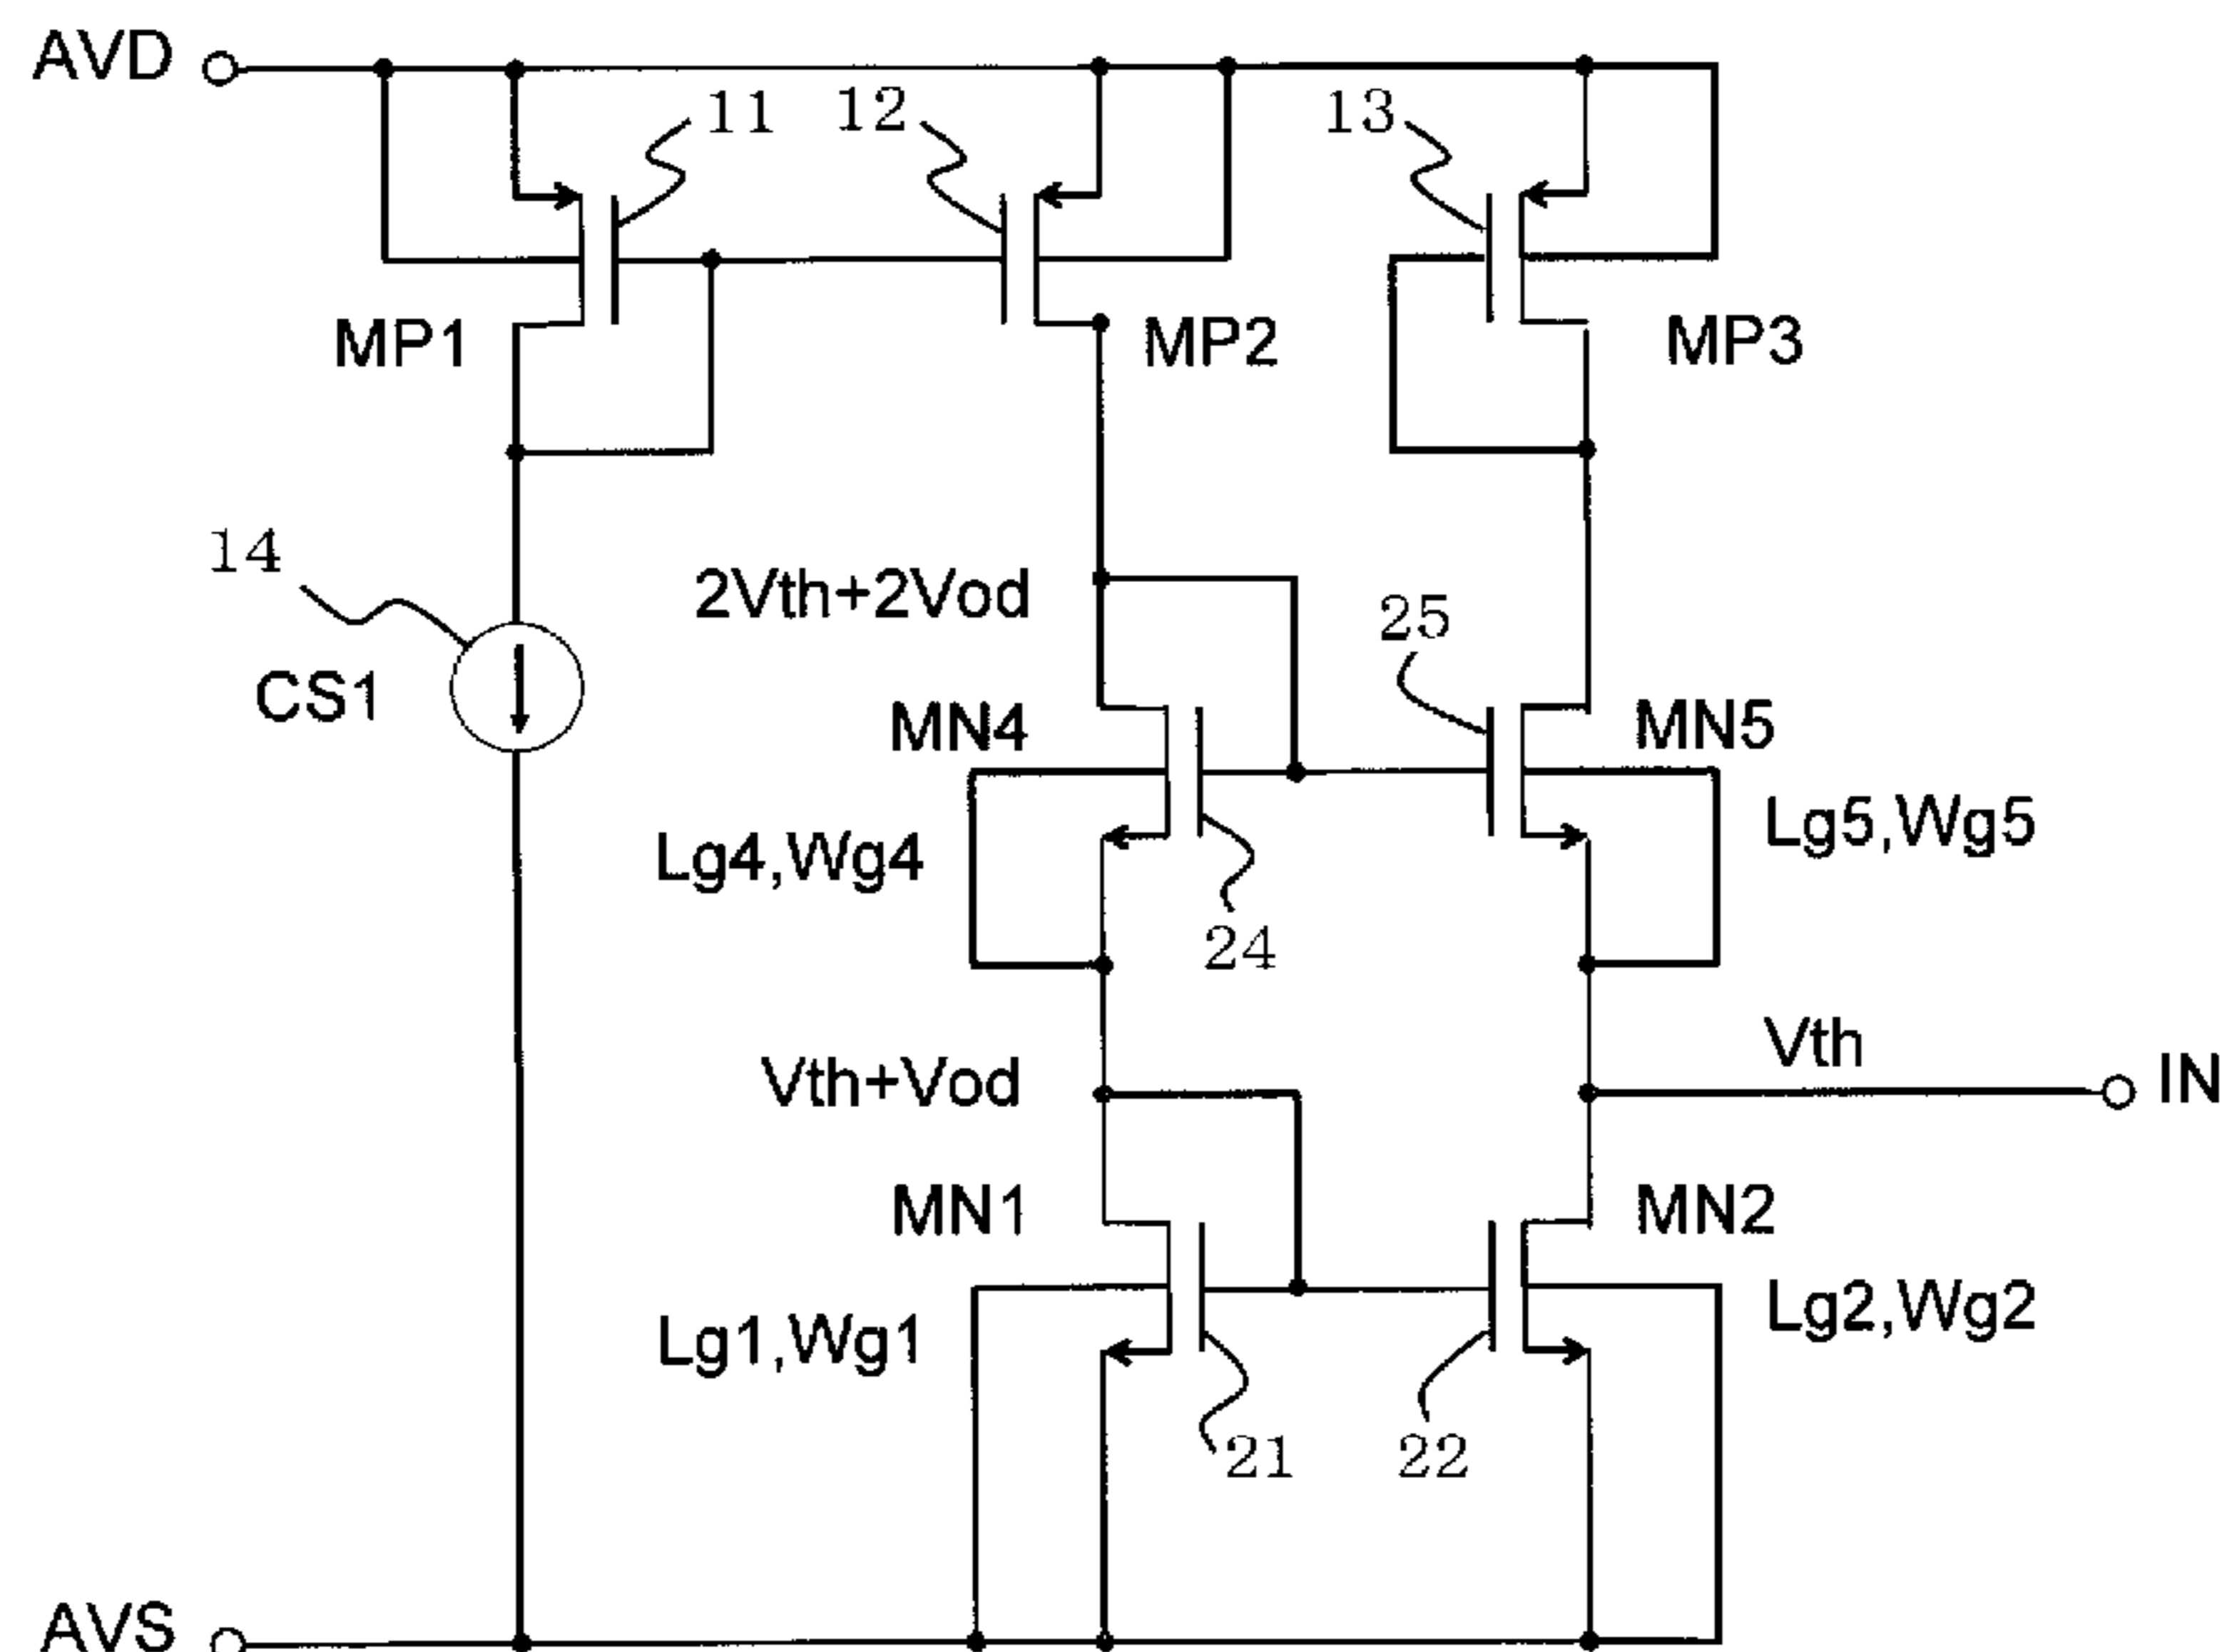 AVD
11
12
13
MP1
MP2
MP3
14
2Vth+2Vod
25
CS1
MN4
MN5
Lg4,Wg4
Lg5,Wg5
24
Vth+Vod
Vth
IN
MN1
MN2
Lg1,Wg1
Lg2,Wg2
21
22
AVS